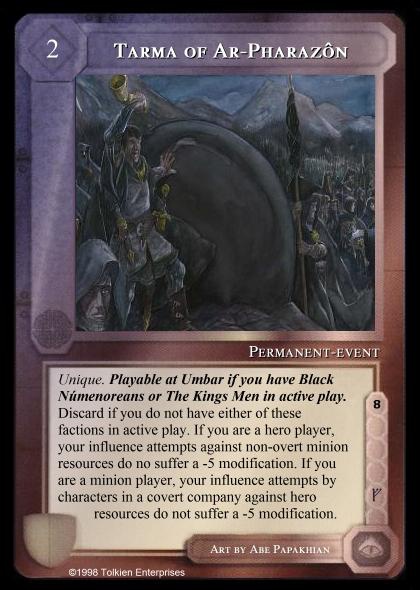 2
TARMA OF AR-PHARAZÔN
PERMANENT-EVENT
Unique. Playable at Umbar if you have Black
Númenoreans or The Kings Men in active play.
Discard if you do not have either of these
factions in active play. If you are a hero player,
your influence attempts against non-overt minion
resources do no suffer a -5 modification. If you
are a minion player, your influence attempts by
characters in a covert company against hero
resources do not suffer a -5 modification.
8
ᚠ
ART BY ABE PAPAKHIAN
©1998 Tolkien Enterprises